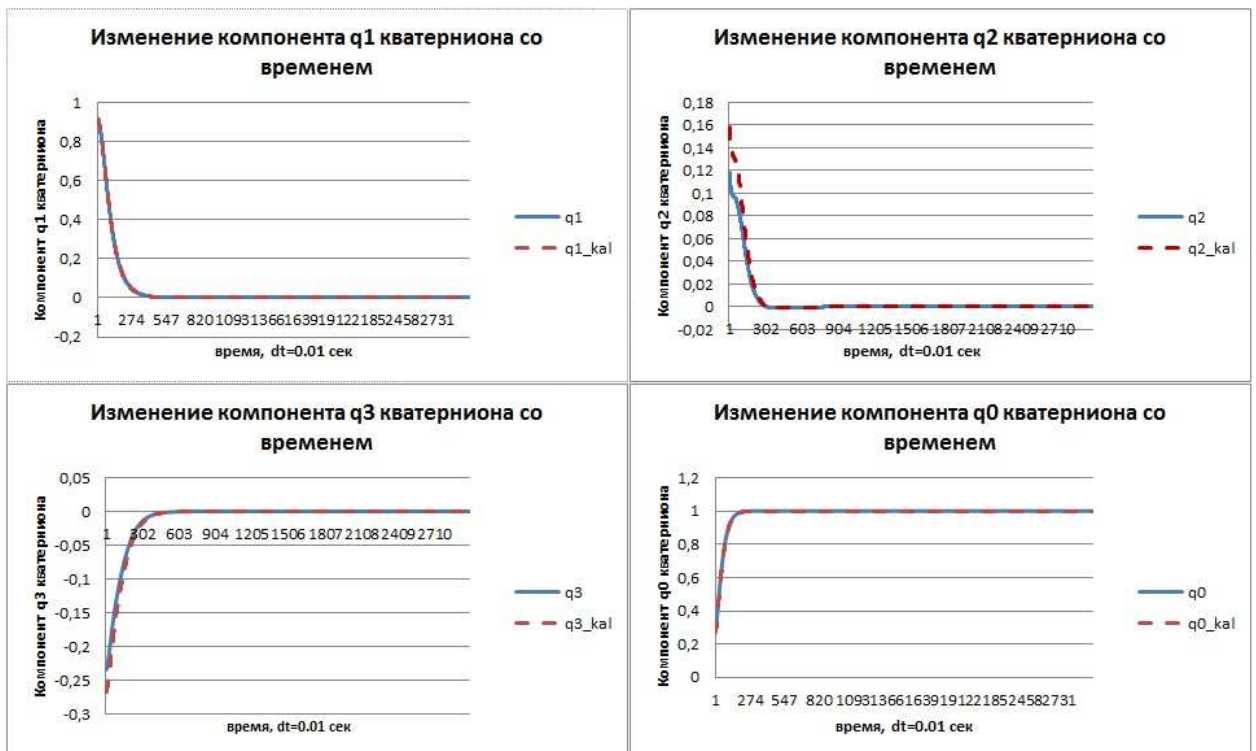 Изменение компонента q1 кватерниона со
временем
Компонент q1 кватерниона
1
0,8
0,6
0,4
0,2
0
-0,2
1 274 547 820 1093 1366 1639 1912 2185 2458 2731
время, dt=0.01 сек
q1
q1_kal
Изменение компонента q2 кватерниона со
временем
Компонент q2 кватерниона
0,18
0,16
0,14
0,12
0,1
0,08
0,06
0,04
0,02
0
-0,02
1 302 603 904 1205 1506 1807 2108 2409 2710
время, dt=0.01 сек
q2
q2_kal
Изменение компонента q3 кватерниона со
временем
Компонент q3 кватерниона
0,05
0
-0,05
-0,1
-0,15
-0,2
-0,25
-0,3
1 302 603 904 1205 1506 1807 2108 2409 2710
время, dt=0.01 сек
q3
q3_kal
Изменение компонента q0 кватерниона со
временем
Компонент q0 кватерниона
1,2
1
0,8
0,6
0,4
0,2
0
1 274 547 820 1093 1366 1639 1912 2185 2458 2731
время, dt=0.01 сек
q0
q0_kal